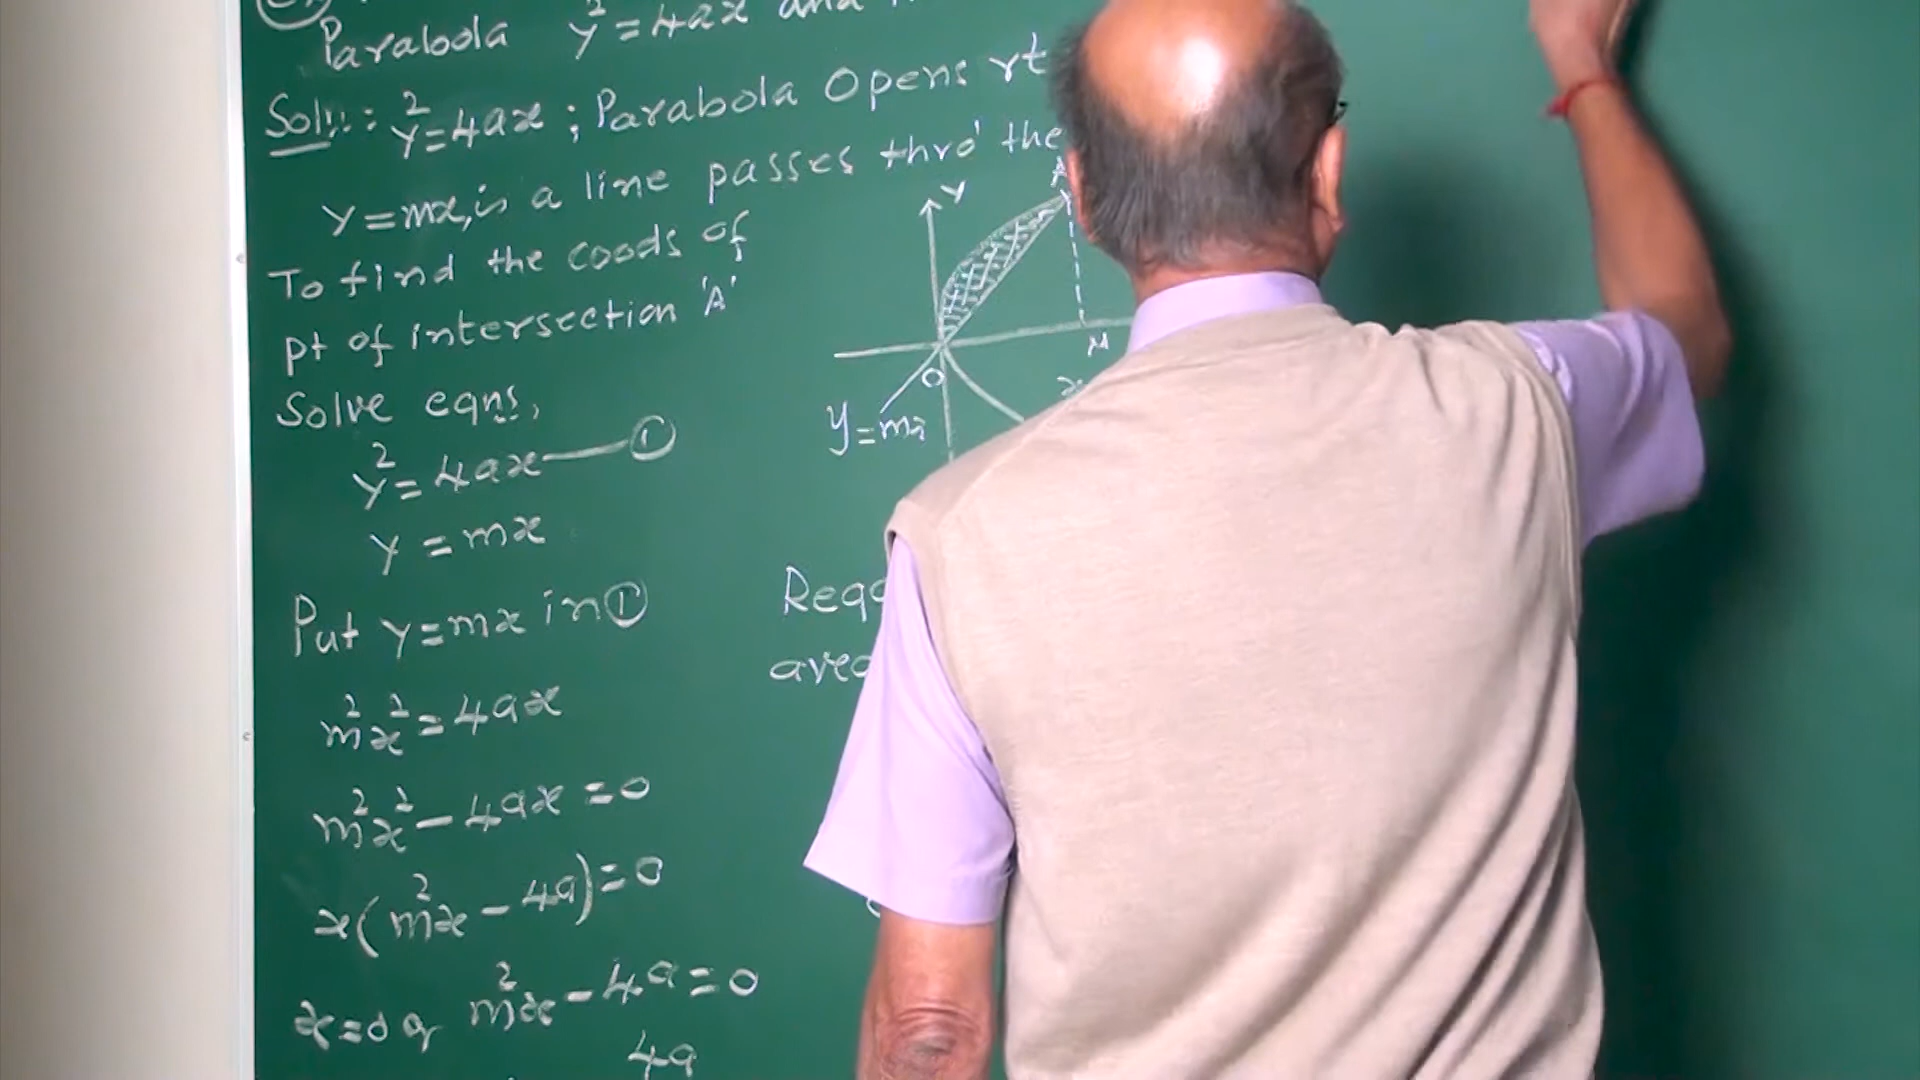 Parabola y²=4ax and
Soln: y²=4ax ; Parabola Opens rt
y=mx, is a line passes thro' the
To find the coods of
pt of intersection 'A'
Solve eqns,
y²=4ax — ①
y=mx
Put y=mx in ①
m²x²=4ax
m²x²-4ax=0
x(m²x-4a)=0
x=0 or m²x-4a=0
4a
Y
A
O
M
y=mx
Reqd
area